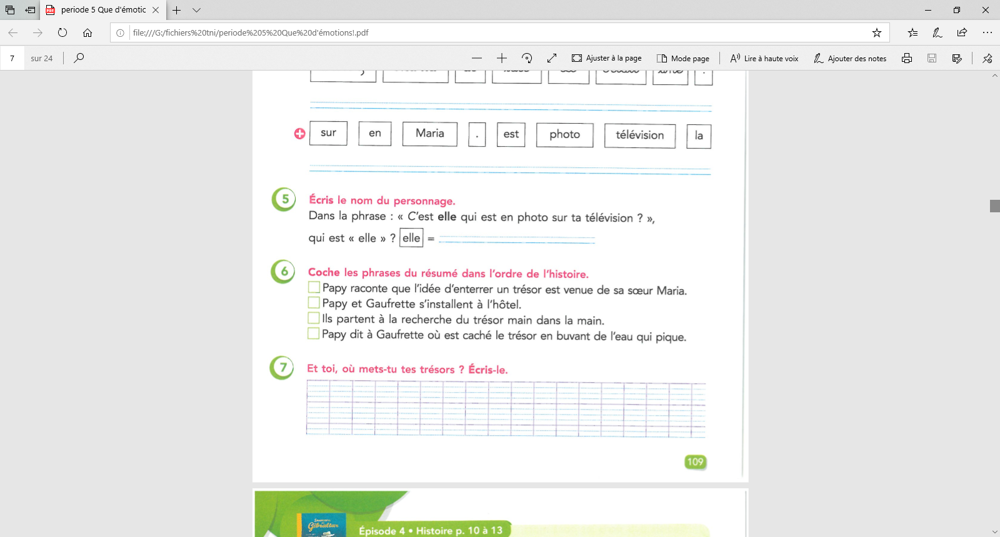 periode 5 Que d'émotic
file:///G:/fichiers%20tni/periode%205%20Que%20d'émotions!.pdf
7 sur 24 Ajuster à la page Mode page Lire à haute voix Ajouter des notes
sur en Maria . est photo télévision la
5 Écris le nom du personnage.
Dans la phrase : « C'est elle qui est en photo sur ta télévision ? »,
qui est « elle » ? elle =
6 Coche les phrases du résumé dans l'ordre de l'histoire.
Papy raconte que l'idée d'enterrer un trésor est venue de sa sœur Maria.
Papy et Gaufrette s'installent à l'hôtel.
Ils partent à la recherche du trésor main dans la main.
Papy dit à Gaufrette où est caché le trésor en buvant de l'eau qui pique.
7 Et toi, où mets-tu tes trésors ? Écris-le.
109
Souvenirs
Gibraltar
Épisode 4 • Histoire p. 10 à 13